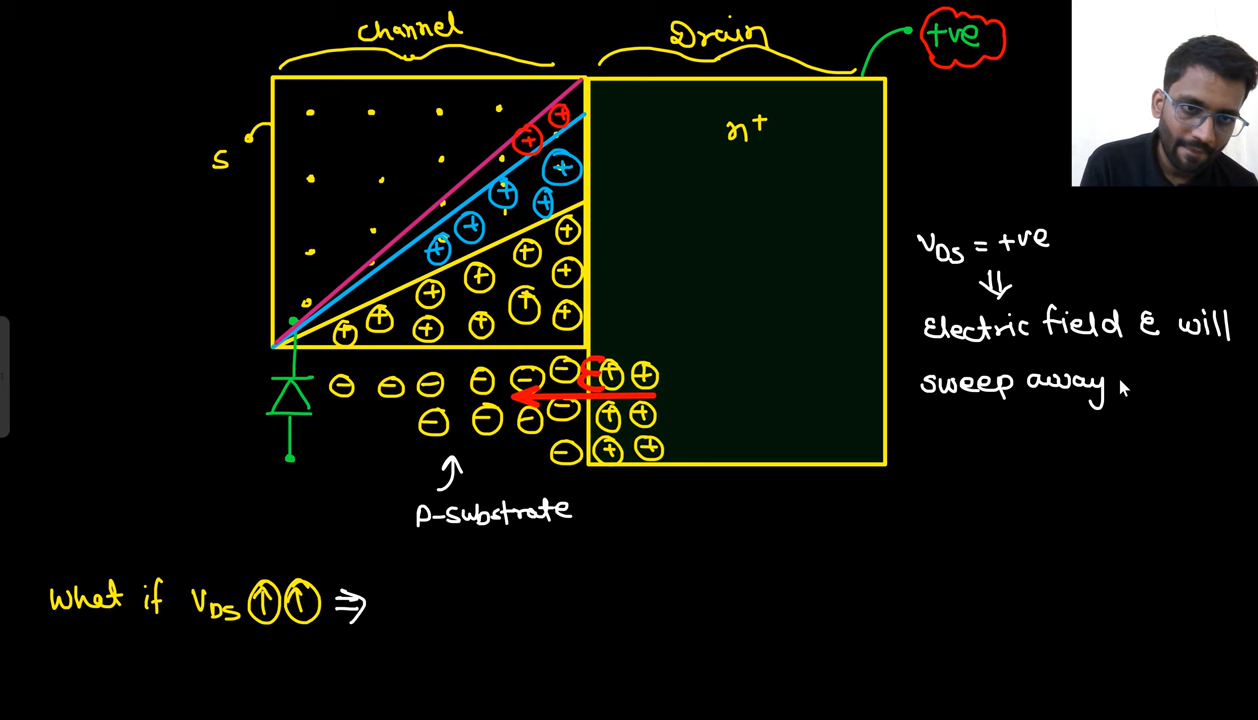 Channel
Drain
+ve
S
n+
VDS = +ve
⇓
Electric field E will
sweep away
E
p-substrate
What if VDS ↑ ↑ ⇒